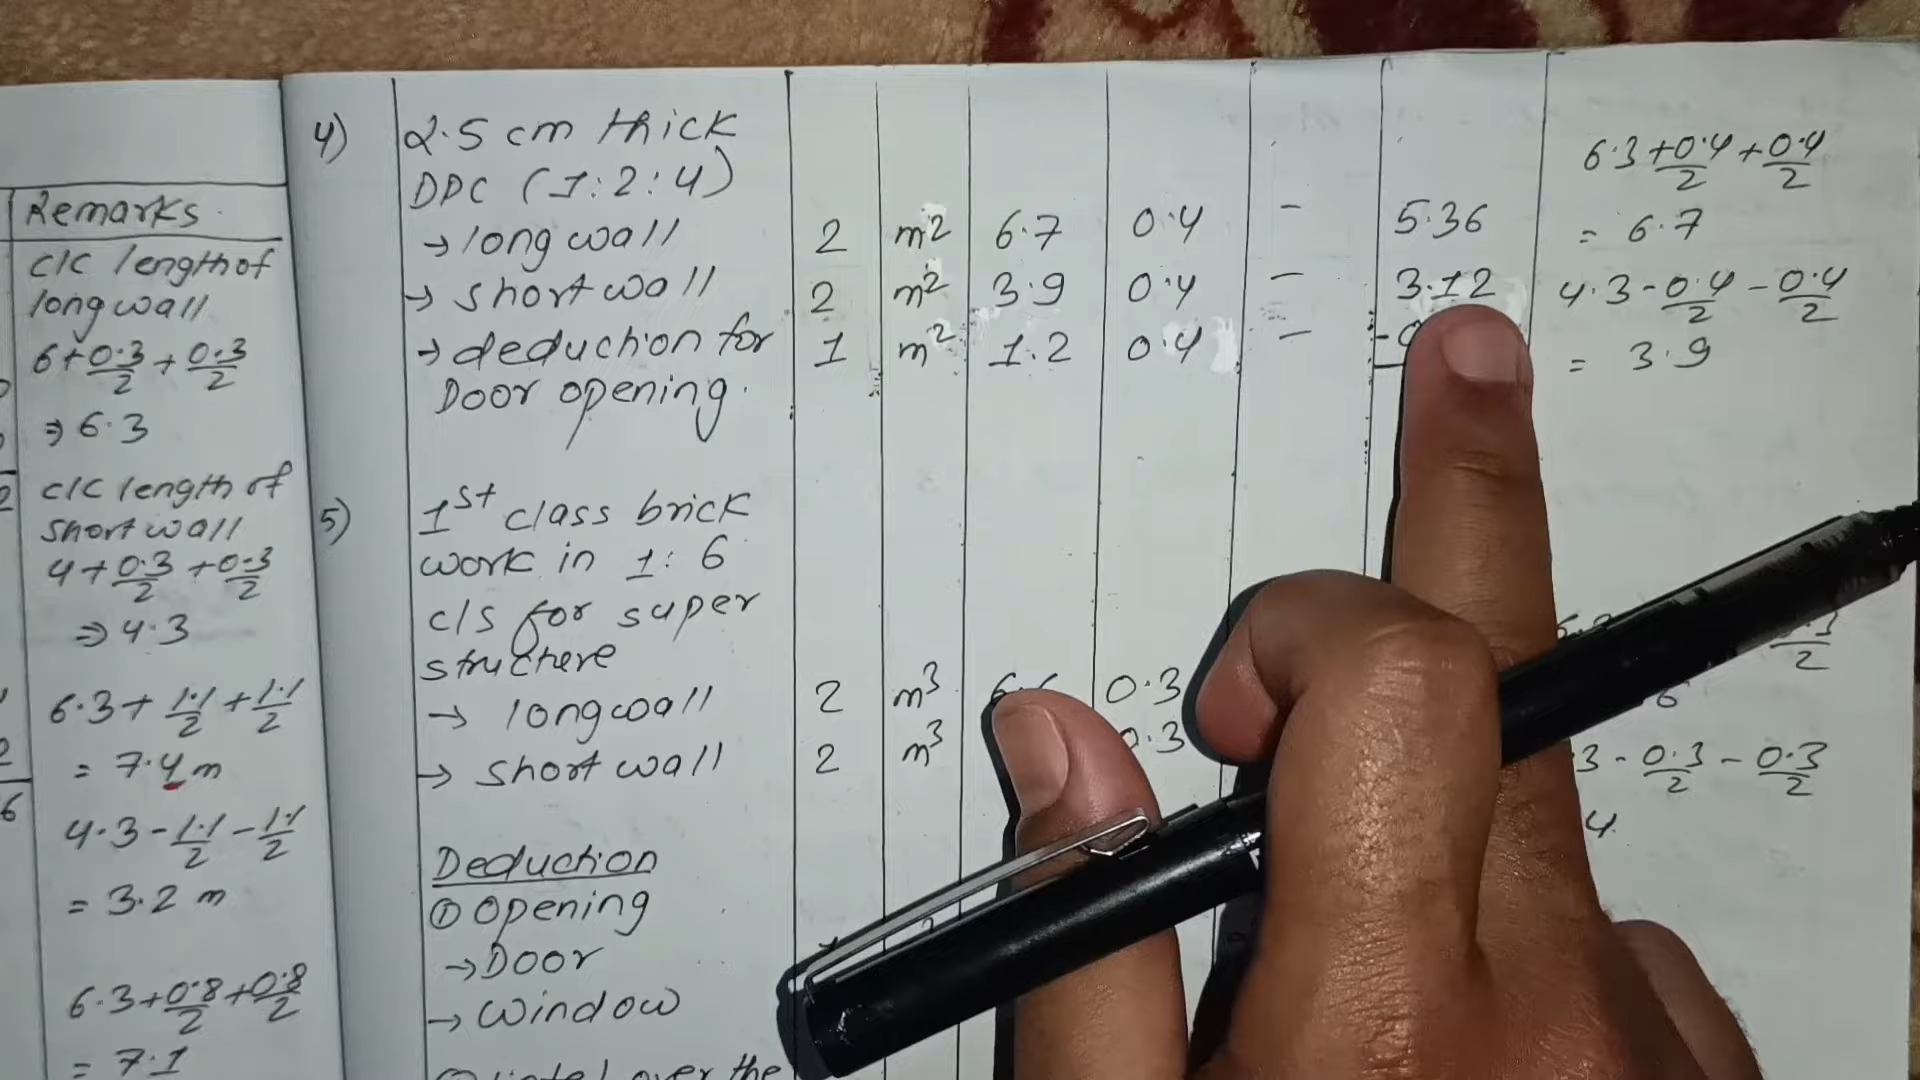 Remarks.
C/C length of
long wall
6+0.3/2+0.3/2
⇒ 6.3
C/C length of
Short wall
4+0.3/2+0.3/2
⇒ 4.3
6.3+1.1/2+1.1/2
= 7.4 m
4.3-1.1/2-1.1/2
= 3.2 m
6.3+0.8/2+0.8/2
= 7.1
4) 2.5 cm thick
DPC (1:2:4)
→ long wall 2 m² 6.7 0.4 - 5.36
→ short wall 2 m² 3.9 0.4 - 3.12
→ deduction for 1 m² 1.2 0.4 -
Door opening.
6.3+0.4/2+0.4/2
= 6.7
4.3-0.4/2-0.4/2
= 3.9
5) 1st class brick
work in 1:6
c/s for super
structere
→ long wall 2 m³ 0.3
→ short wall 2 m³ 0.3
.3-0.3/2-0.3/2
4.
Deduction
① Opening
→ Door
→ Window
over the